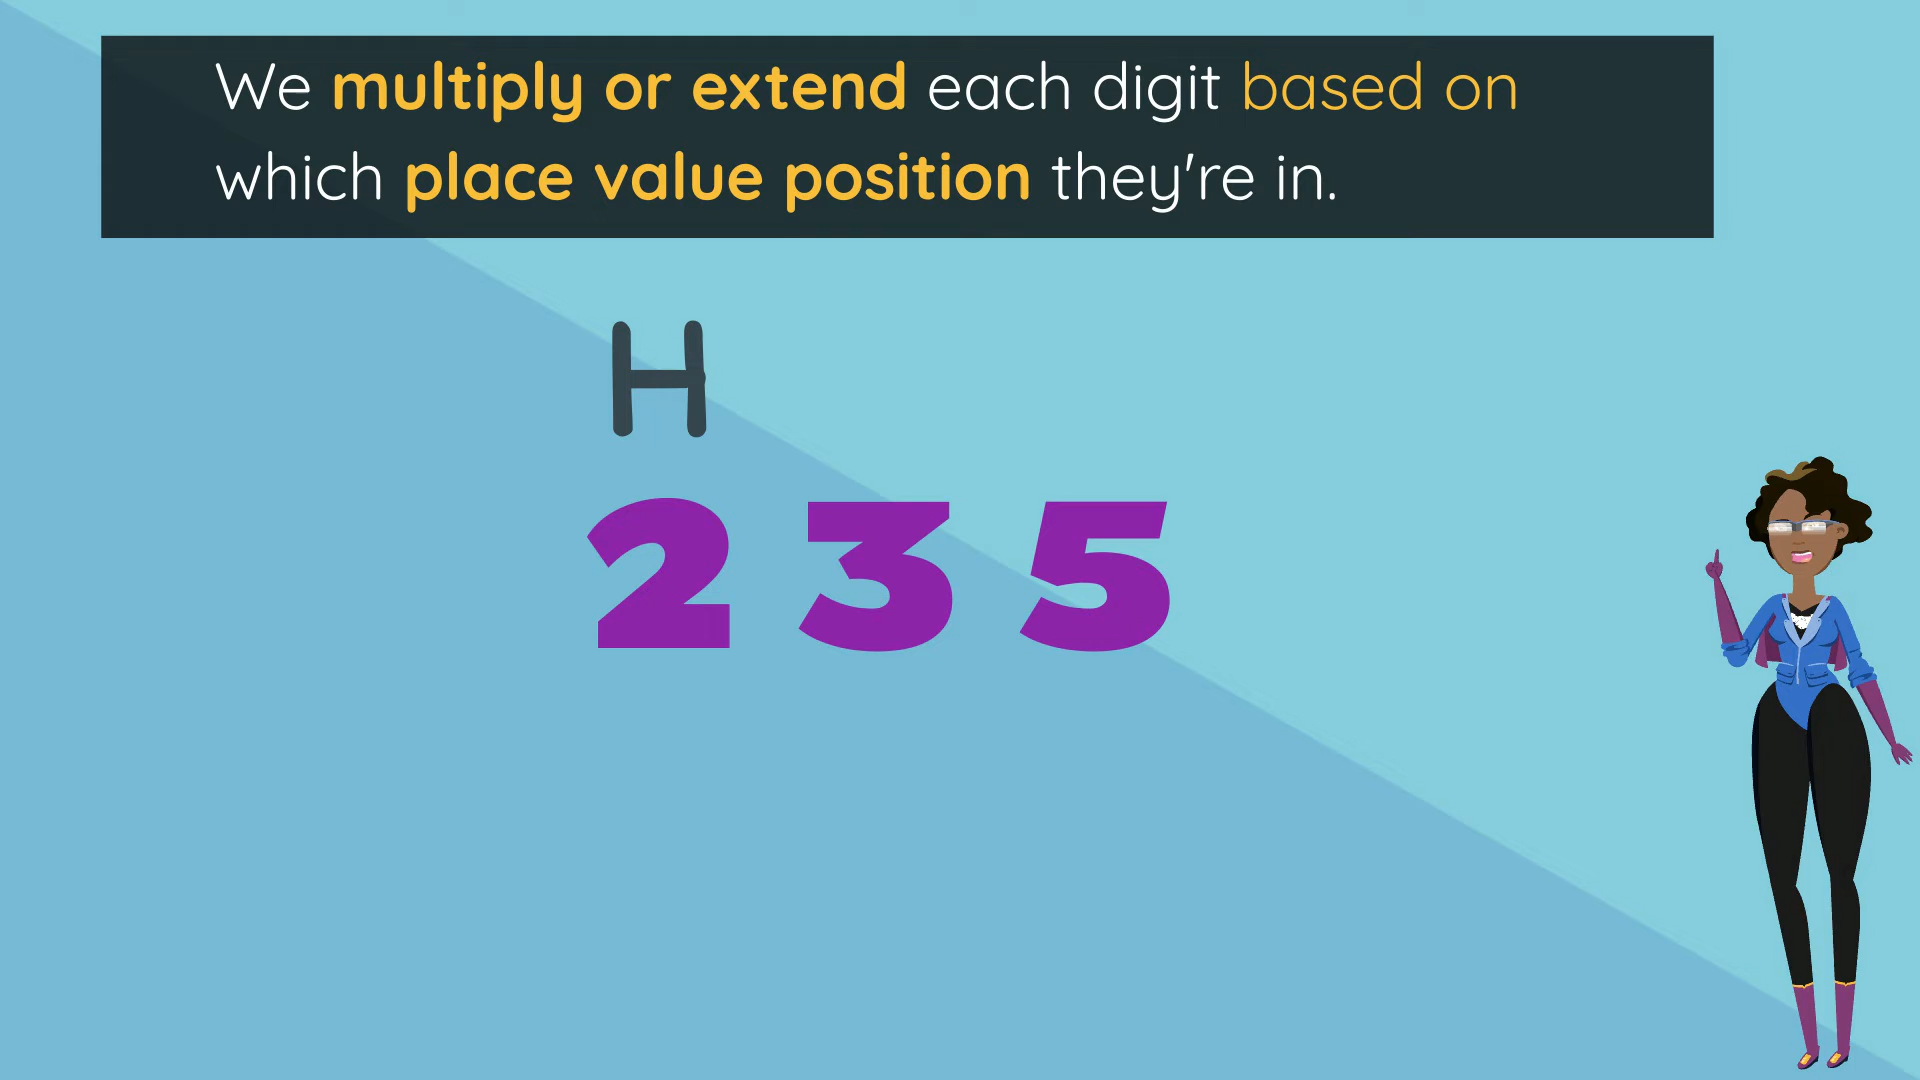 We multiply or extend each digit based on
which place value position they're in.
H
2 3 5